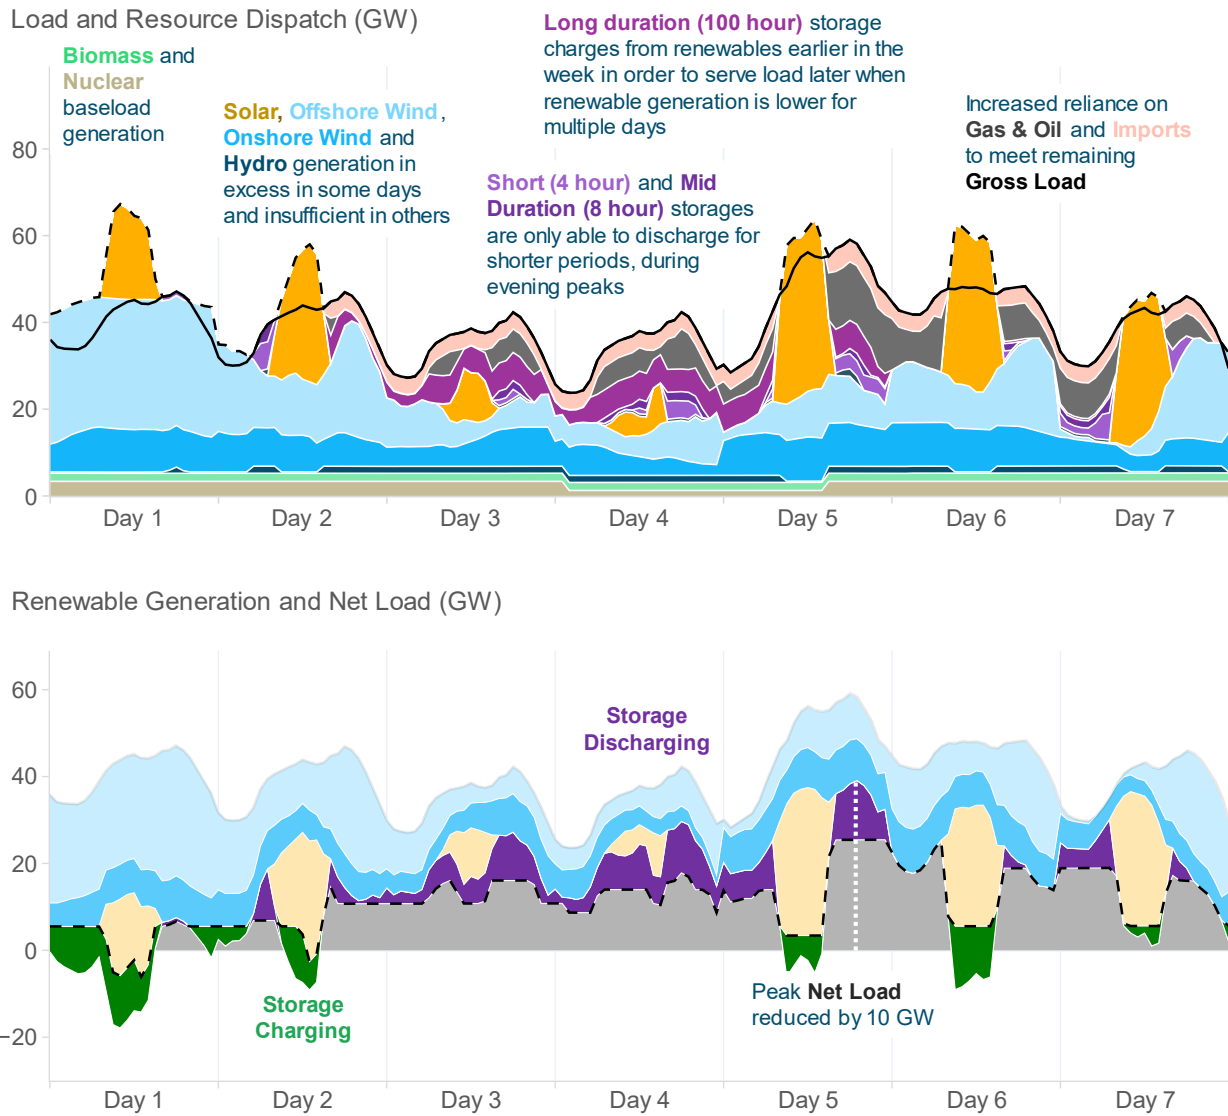 Load and Resource Dispatch (GW)
Biomass and
Nuclear
baseload
generation
Solar, Offshore Wind,
Onshore Wind and
Hydro generation in
excess in some days
and insufficient in others
Long duration (100 hour) storage
charges from renewables earlier in the
week in order to serve load later when
renewable generation is lower for
multiple days
Short (4 hour) and Mid
Duration (8 hour) storages
are only able to discharge for
shorter periods, during
evening peaks
Increased reliance on
Gas & Oil and Imports
to meet remaining
Gross Load
80
60
40
20
0
Day 1 Day 2 Day 3 Day 4 Day 5 Day 6 Day 7
Renewable Generation and Net Load (GW)
60
40
20
0
−20
Storage
Discharging
Storage
Charging
Peak Net Load
reduced by 10 GW
Day 1 Day 2 Day 3 Day 4 Day 5 Day 6 Day 7